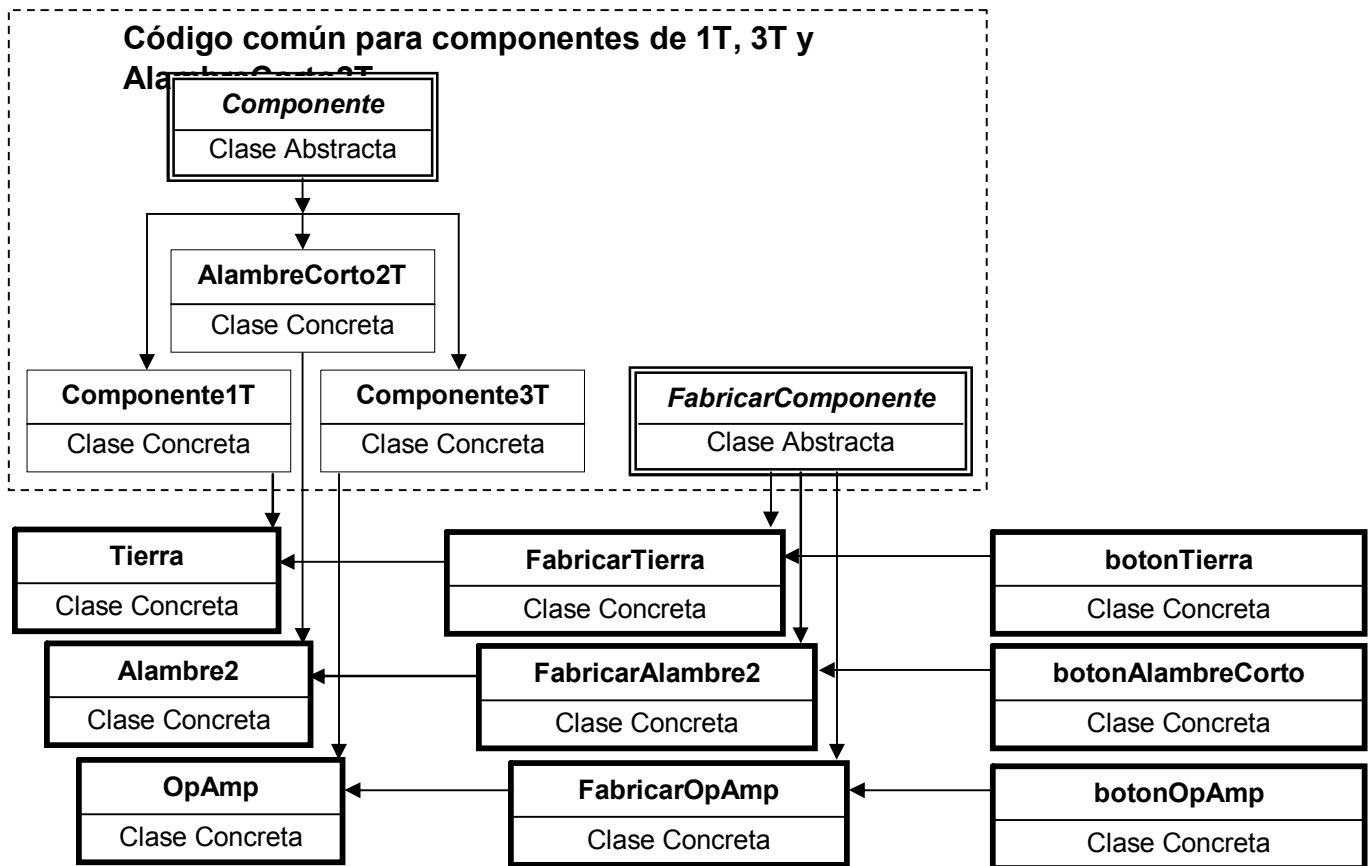 Código común para componentes de 1T, 3T y
AlambreCorto2T
Componente
Clase Abstracta
AlambreCorto2T
Clase Concreta
Componente1T
Clase Concreta
Componente3T
Clase Concreta
FabricarComponente
Clase Abstracta
Tierra
Clase Concreta
FabricarTierra
Clase Concreta
botonTierra
Clase Concreta
Alambre2
Clase Concreta
FabricarAlambre2
Clase Concreta
botonAlambreCorto
Clase Concreta
OpAmp
Clase Concreta
FabricarOpAmp
Clase Concreta
botonOpAmp
Clase Concreta